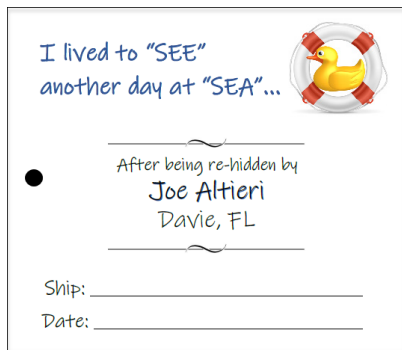 I lived to “SEE”
another day at “SEA”...
After being re-hidden by
Joe Altieri
Davie, FL
Ship:
Date: